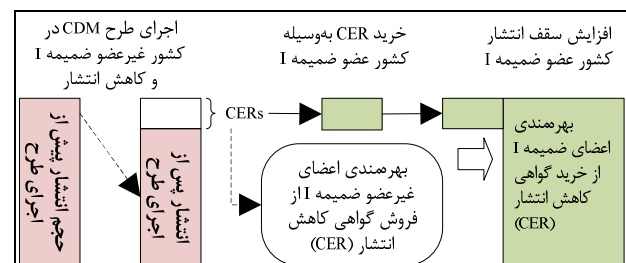 اجرای طرح CDM در
کشور غیرعضو ضمیمه I
و کاهش انتشار
خرید CER به‌وسیله
کشور عضو ضمیمه I
افزایش سقف انتشار
کشور عضو ضمیمه I
حجم انتشار پیش از
اجرای طرح
انتشار پس از
اجرای طرح
CERs
بهره‌مندی اعضای
غیرعضو ضمیمه I از
فروش گواهی کاهش
انتشار (CER)
بهره‌مندی
اعضای ضمیمه I
از خرید گواهی
کاهش انتشار
(CER)